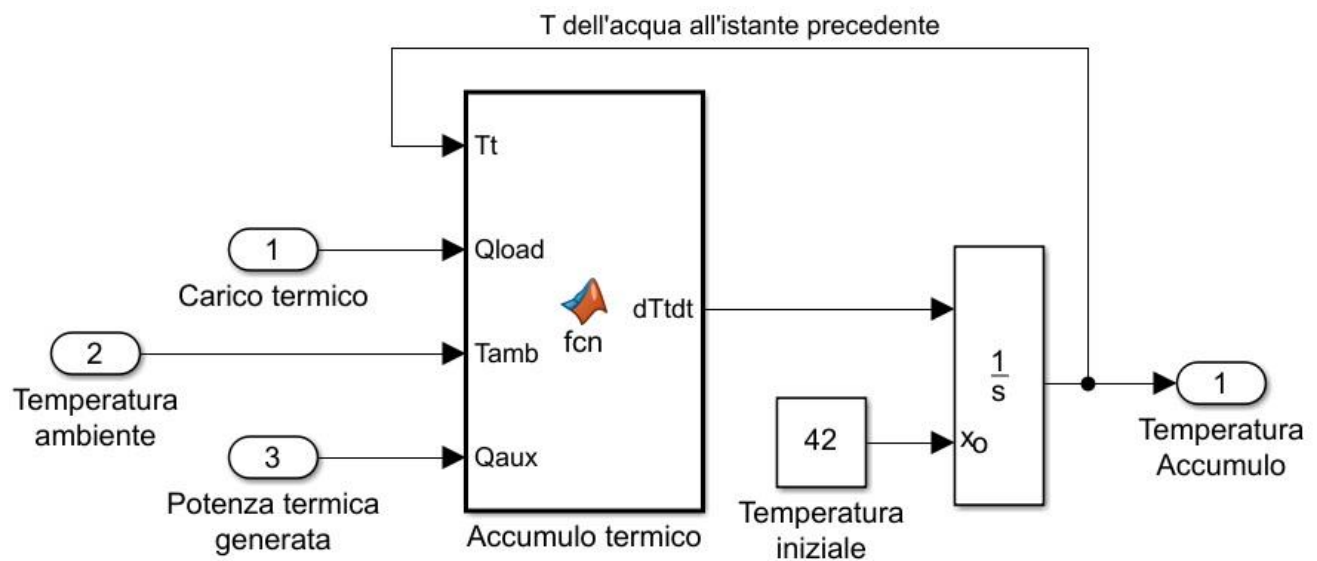 T dell'acqua all'istante precedente
Tt
1
Qload
Carico termico
dTtdt
fcn
2
Tamb
Temperatura
ambiente
1
s
1
Temperatura
Accumulo
42
xo
3
Qaux
Potenza termica
generata
Temperatura
iniziale
Accumulo termico